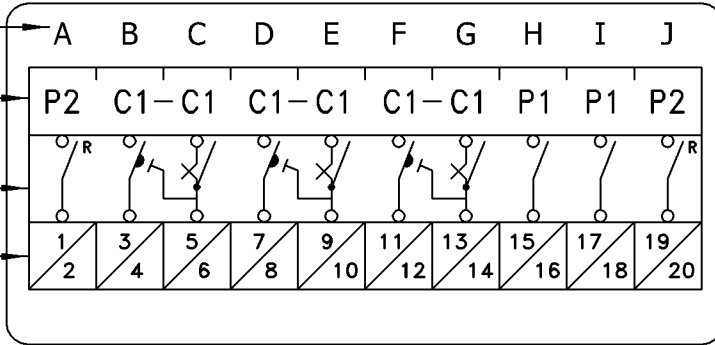 A B C D E F G H I J
P2 C1-C1 C1-C1 C1-C1 P1 P1 P2
R R
1 3 5 7 9 11 13 15 17 19
2 4 6 8 10 12 14 16 18 20